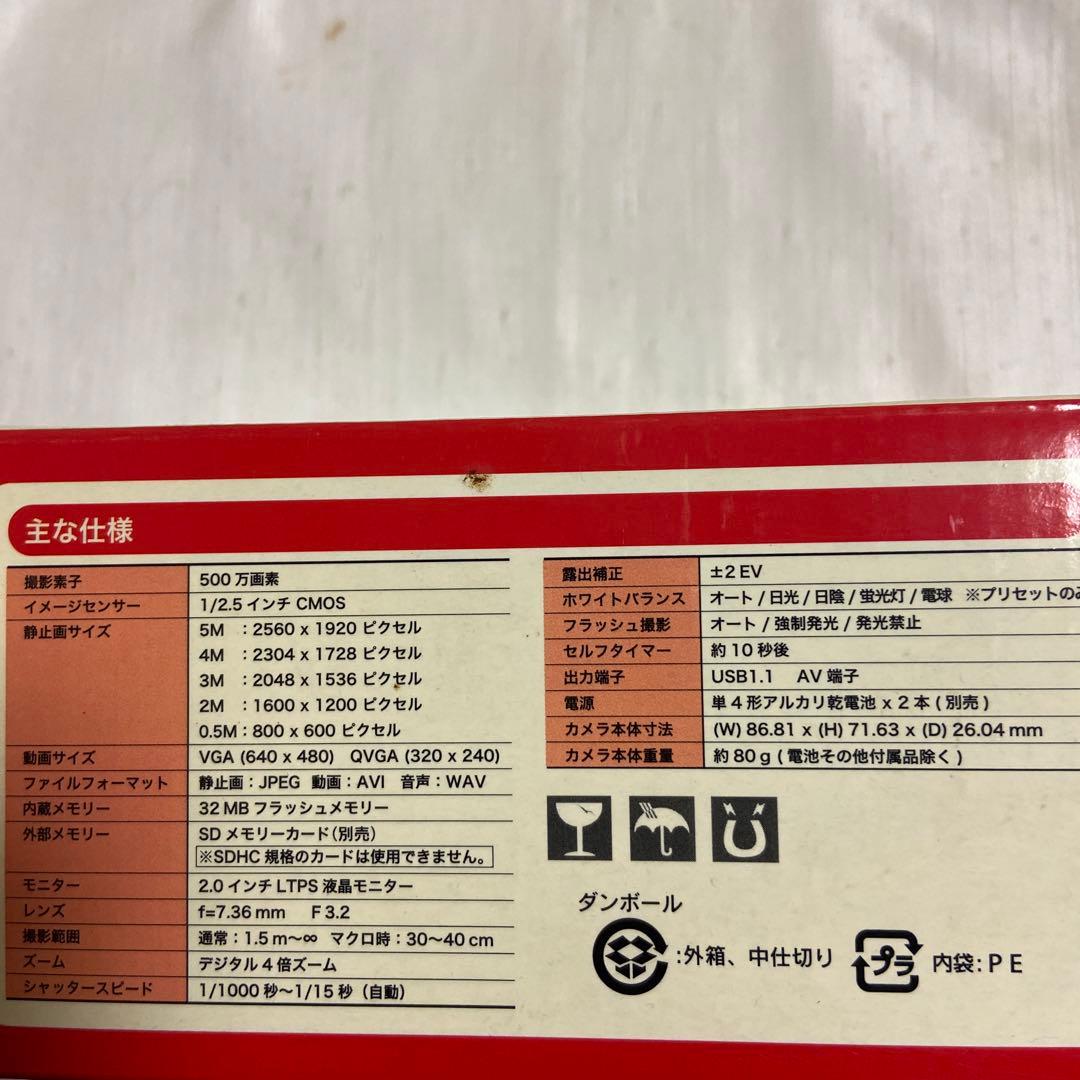 主な仕様
撮影素子 500万画素
イメージセンサー 1/2.5インチ CMOS
静止画サイズ 5M :2560 x 1920 ピクセル
4M :2304 x 1728 ピクセル
3M :2048 x 1536 ピクセル
2M :1600 x 1200 ピクセル
0.5M:800 x 600 ピクセル
動画サイズ VGA (640 x 480) QVGA (320 x 240)
ファイルフォーマット 静止画:JPEG 動画:AVI 音声:WAV
内蔵メモリー 32 MB フラッシュメモリー
外部メモリー SD メモリーカード(別売)
※SDHC 規格のカードは使用できません。
モニター 2.0 インチ LTPS 液晶モニター
レンズ f=7.36 mm F 3.2
撮影範囲 通常:1.5 m〜∞ マクロ時:30〜40 cm
ズーム デジタル 4 倍ズーム
シャッタースピード 1/1000 秒〜1/15 秒(自動)
露出補正 ±2 EV
ホワイトバランス オート / 日光 / 日陰 / 蛍光灯 / 電球 ※プリセットのみ
フラッシュ撮影 オート / 強制発光 / 発光禁止
セルフタイマー 約 10 秒後
出力端子 USB1.1 AV 端子
電源 単 4 形アルカリ乾電池 x 2 本 ( 別売 )
カメラ本体寸法 (W) 86.81 x (H) 71.63 x (D) 26.04 mm
カメラ本体重量 約 80 g ( 電池その他付属品除く )
ダンボール
:外箱、中仕切り
プラ 内袋:PE